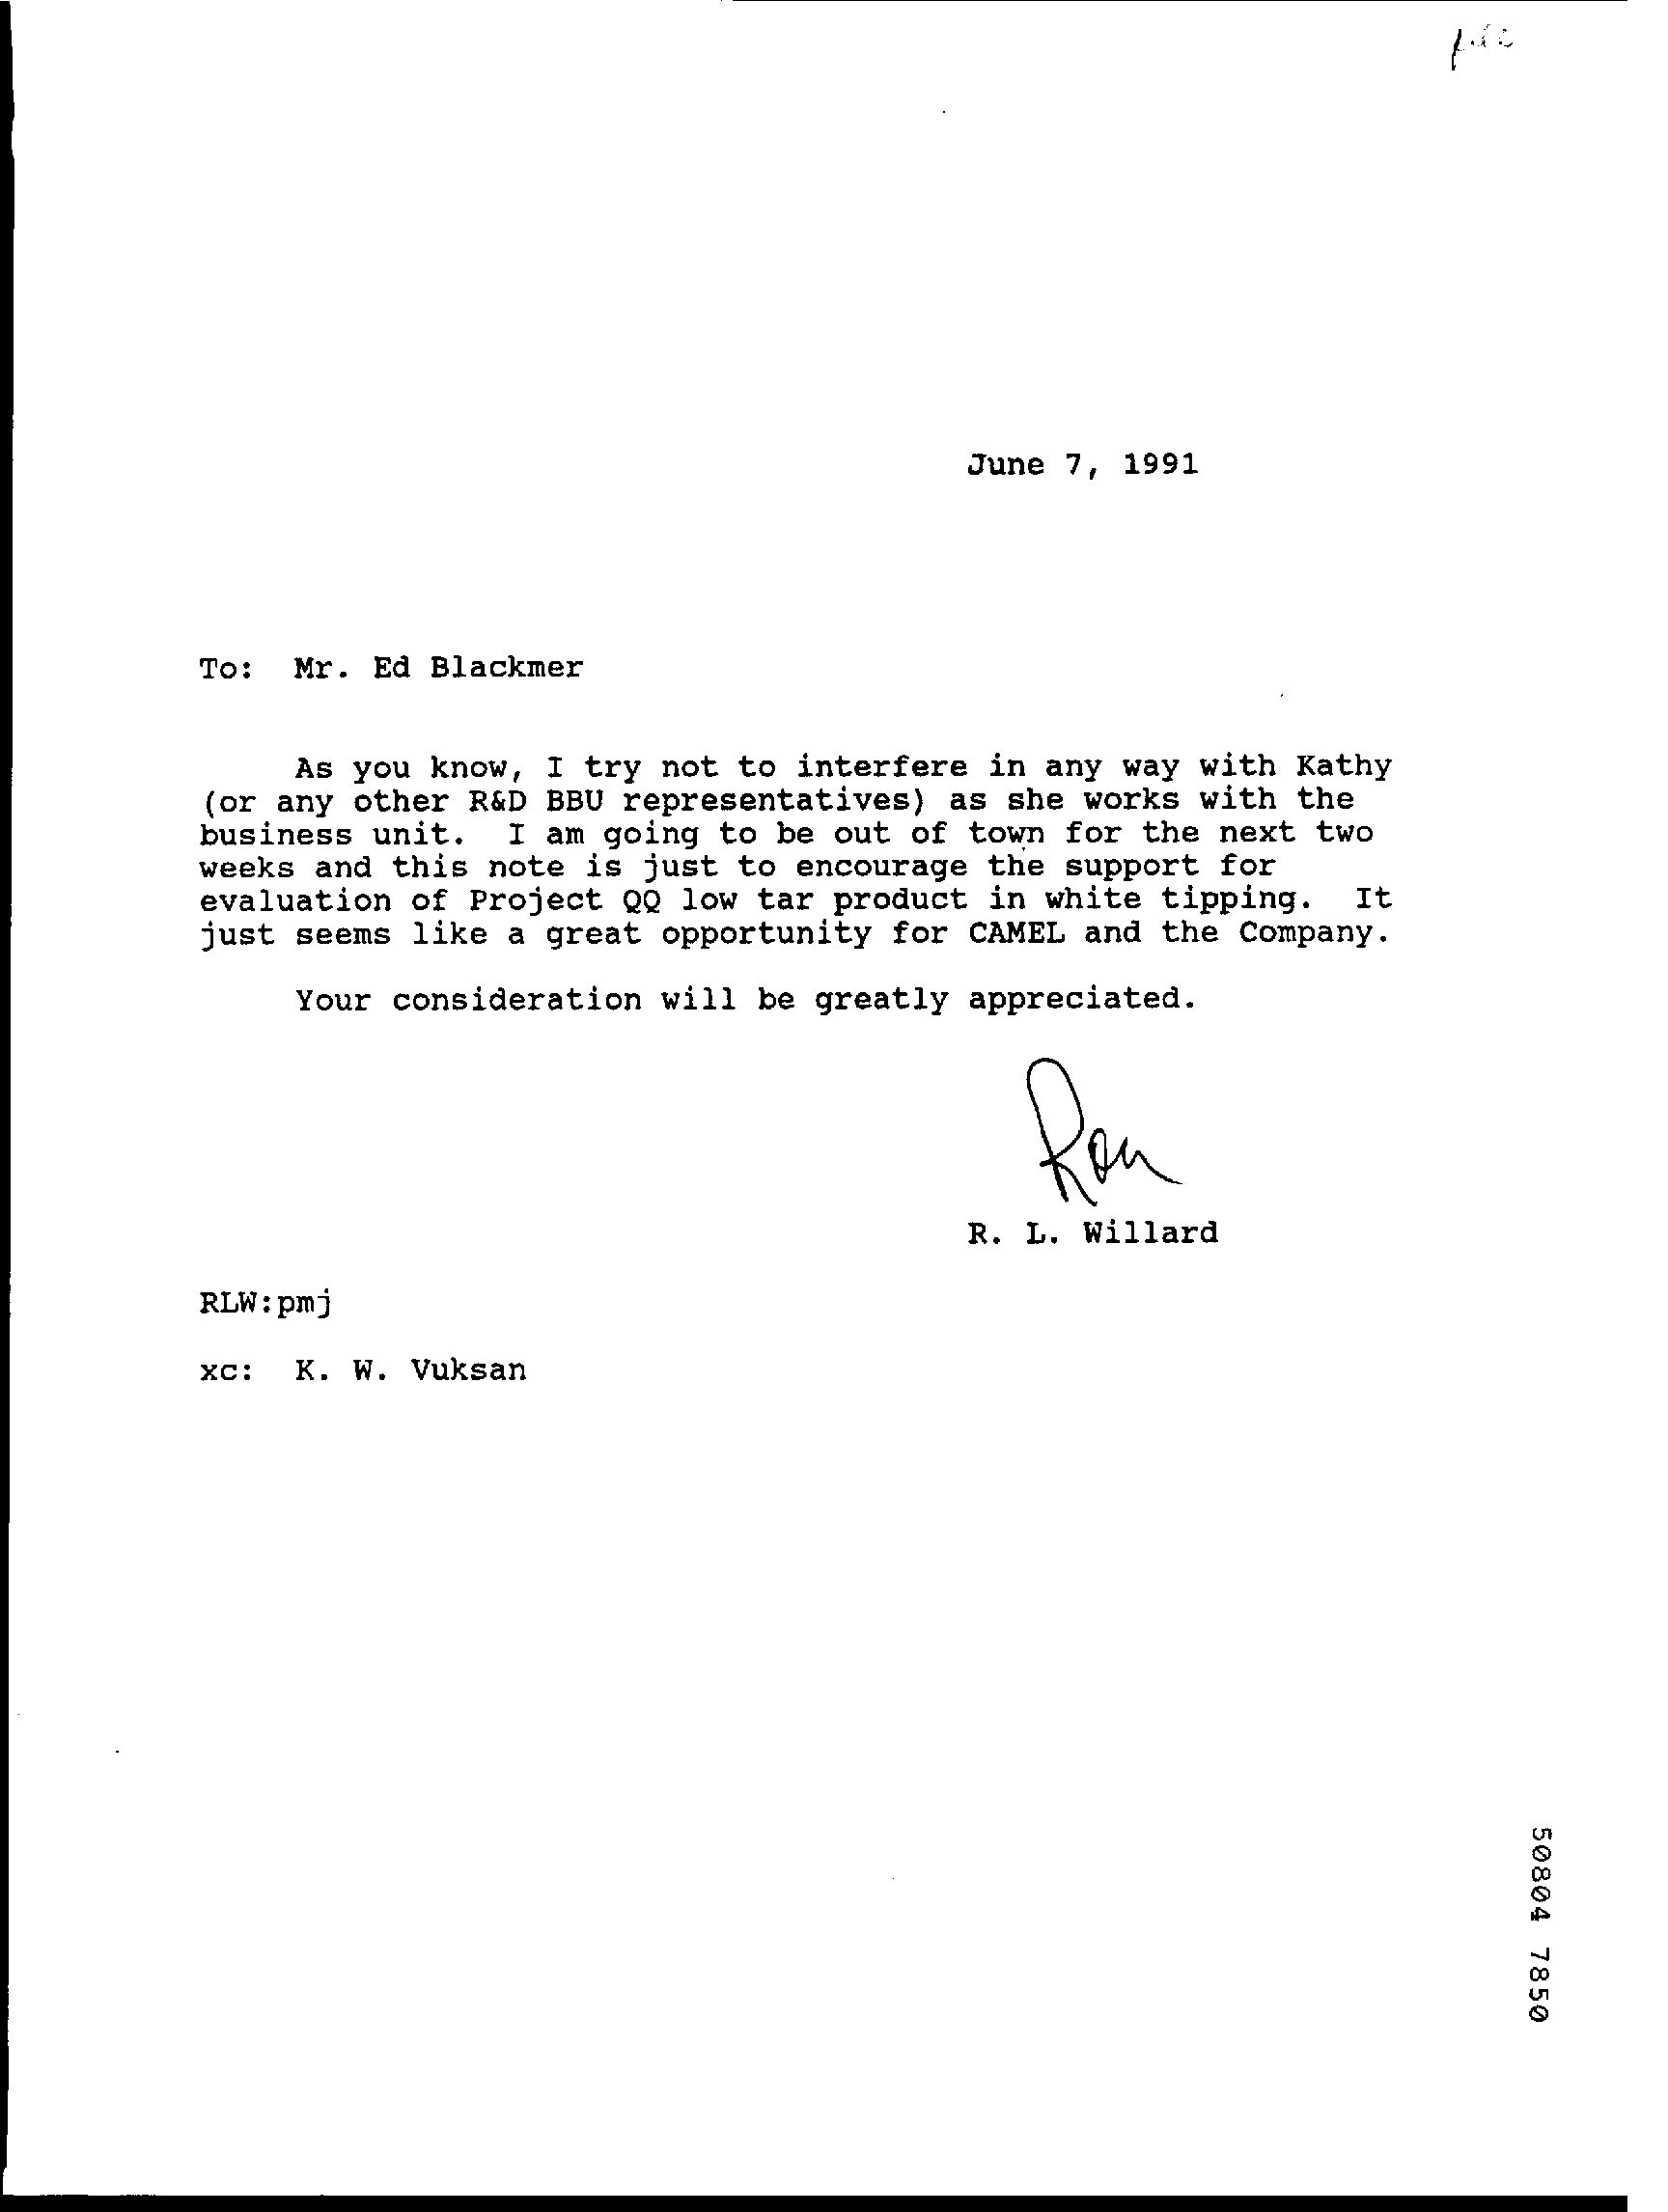 June 7, 1991
To: Mr. Ed Blackmer
As you know, I try not to interfere in any way with Kathy
(or any other R&D BBU representatives) as she works with the
business unit. I am going to be out of town for the next two
weeks and this note is just to encourage the support for
evaluation of Project QQ low tar product in white tipping. It
just seems like a great opportunity for CAMEL and the Company.
Your consideration will be greatly appreciated.
Ron
R. L. Willard
RLW:pmj
xc: K. W. Vuksan
50804 7850